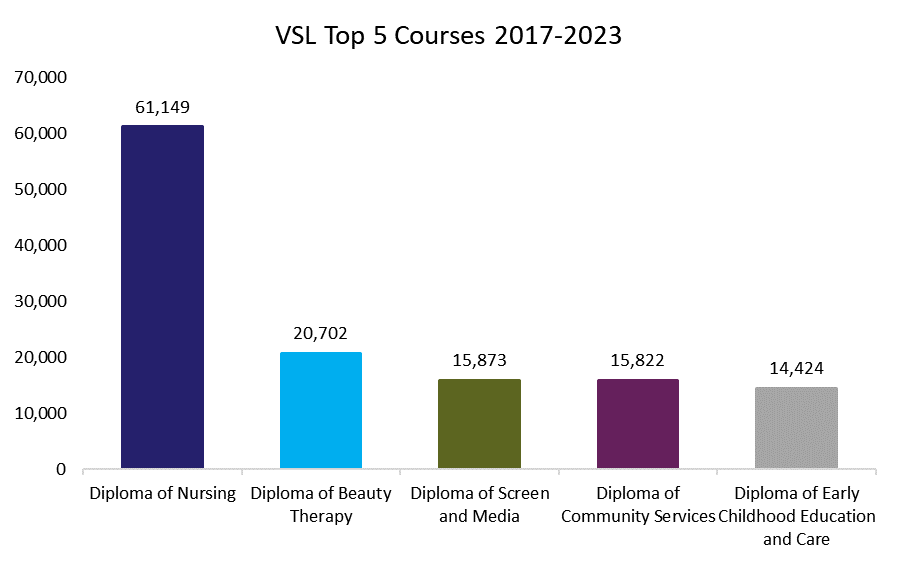 VSL Top 5 Courses 2017-2023
70,000
60,000
50,000
40,000
30,000
20,000
10,000
0
61,149
20,702
15,873
15,822
14,424
Diploma of Nursing
Diploma of Beauty
Therapy
Diploma of Screen
and Media
Diploma of
Community Services
Diploma of Early
Childhood Education
and Care